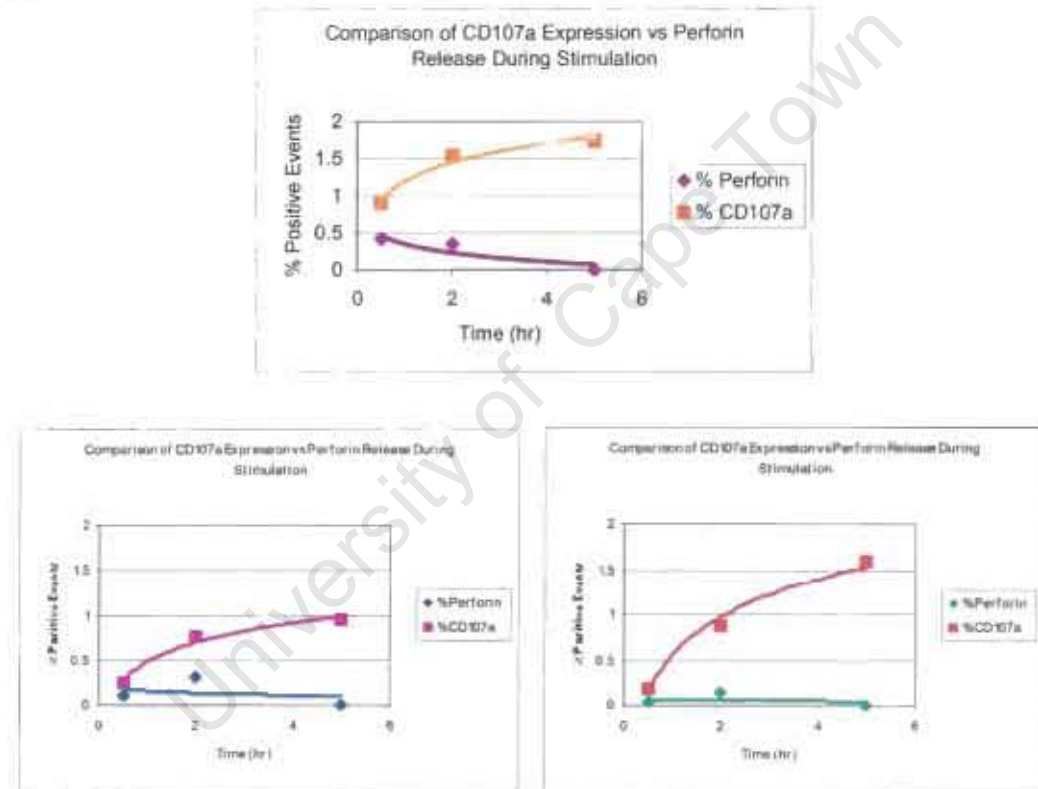 Comparison of CD107a Expression vs Perforin
Release During Stimulation
% Positive Events
2
1.5
1
0.5
0
0
2
4
6
Time (hr)
% Perforin
% CD107a
Comparison of CD107a Expression vs Perforin Release During
Stimulation
% Positive Events
2
1.5
1
0.5
0
0
2
4
6
Time (hr)
%Perforin
%CD107a
Comparison of CD107a Expression vs Perforin Release During
Stimulation
% Positive Events
2
1.5
1
0.5
0
0
2
4
6
Time (hr)
%Perforin
%CD107a
University of Cape Town